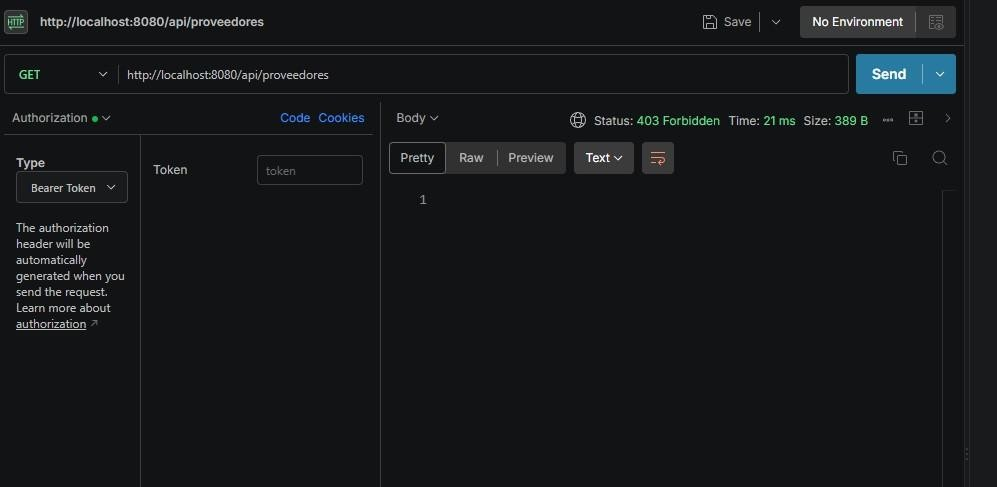 HTTP http://localhost:8080/api/proveedores Save No Environment
GET http://localhost:8080/api/proveedores Send
Authorization Code Cookies
Type
Bearer Token
The authorization
header will be
automatically
generated when you
send the request.
Learn more about
authorization ↗
Token token
Body Status: 403 Forbidden Time: 21 ms Size: 389 B
Pretty Raw Preview Text
1